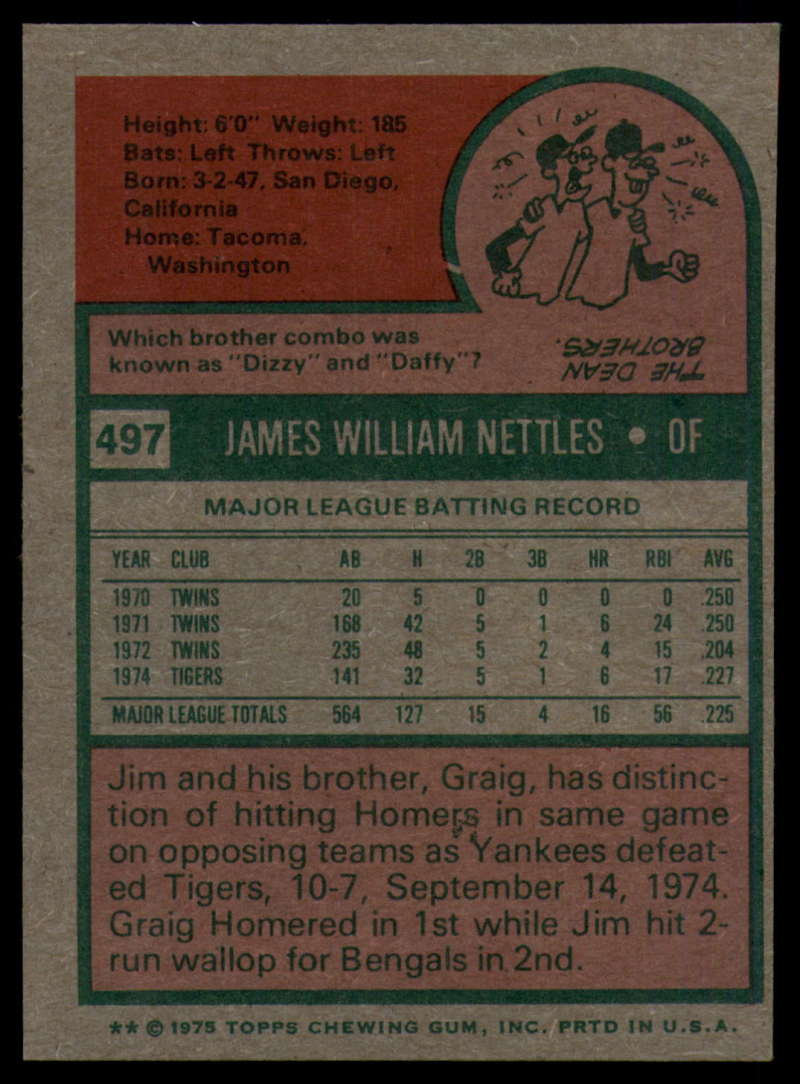 Height: 6'0" Weight: 185
Bats: Left Throws: Left
Born: 3-2-47, San Diego,
California
Home: Tacoma,
Washington
Which brother combo was
known as "Dizzy" and "Daffy"?
THE DEAN
BROTHERS.
497 JAMES WILLIAM NETTLES • OF
MAJOR LEAGUE BATTING RECORD
YEAR CLUB AB H 2B 3B HR RBI AVG
1970 TWINS 20 5 0 0 0 0 .250
1971 TWINS 168 42 5 1 6 24 .250
1972 TWINS 235 48 5 2 4 15 .204
1974 TIGERS 141 32 5 1 6 17 .227
MAJOR LEAGUE TOTALS 564 127 15 4 16 56 .225
Jim and his brother, Graig, has distinc-
tion of hitting Homers in same game
on opposing teams as Yankees defeat-
ed Tigers, 10-7, September 14, 1974.
Graig Homered in 1st while Jim hit 2-
run wallop for Bengals in 2nd.
** © 1975 TOPPS CHEWING GUM, INC. PRTD IN U.S.A.